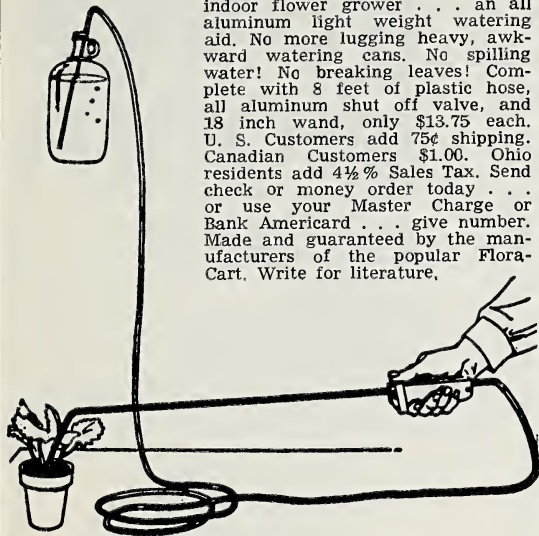 indoor flower grower . . . an all
aluminum light weight watering
aid. No more lugging heavy, awk-
ward watering cans. No spilling
water! No breaking leaves! Com-
plete with 8 feet of plastic hose,
all aluminum shut off valve, and
18 inch wand, only $13.75 each.
U. S. Customers add 75¢ shipping.
Canadian Customers $1.00. Ohio
residents add 4½% Sales Tax. Send
check or money order today . . .
or use your Master Charge or
Bank Americard . . . give number.
Made and guaranteed by the man-
ufacturers of the popular Flora-
Cart. Write for literature.